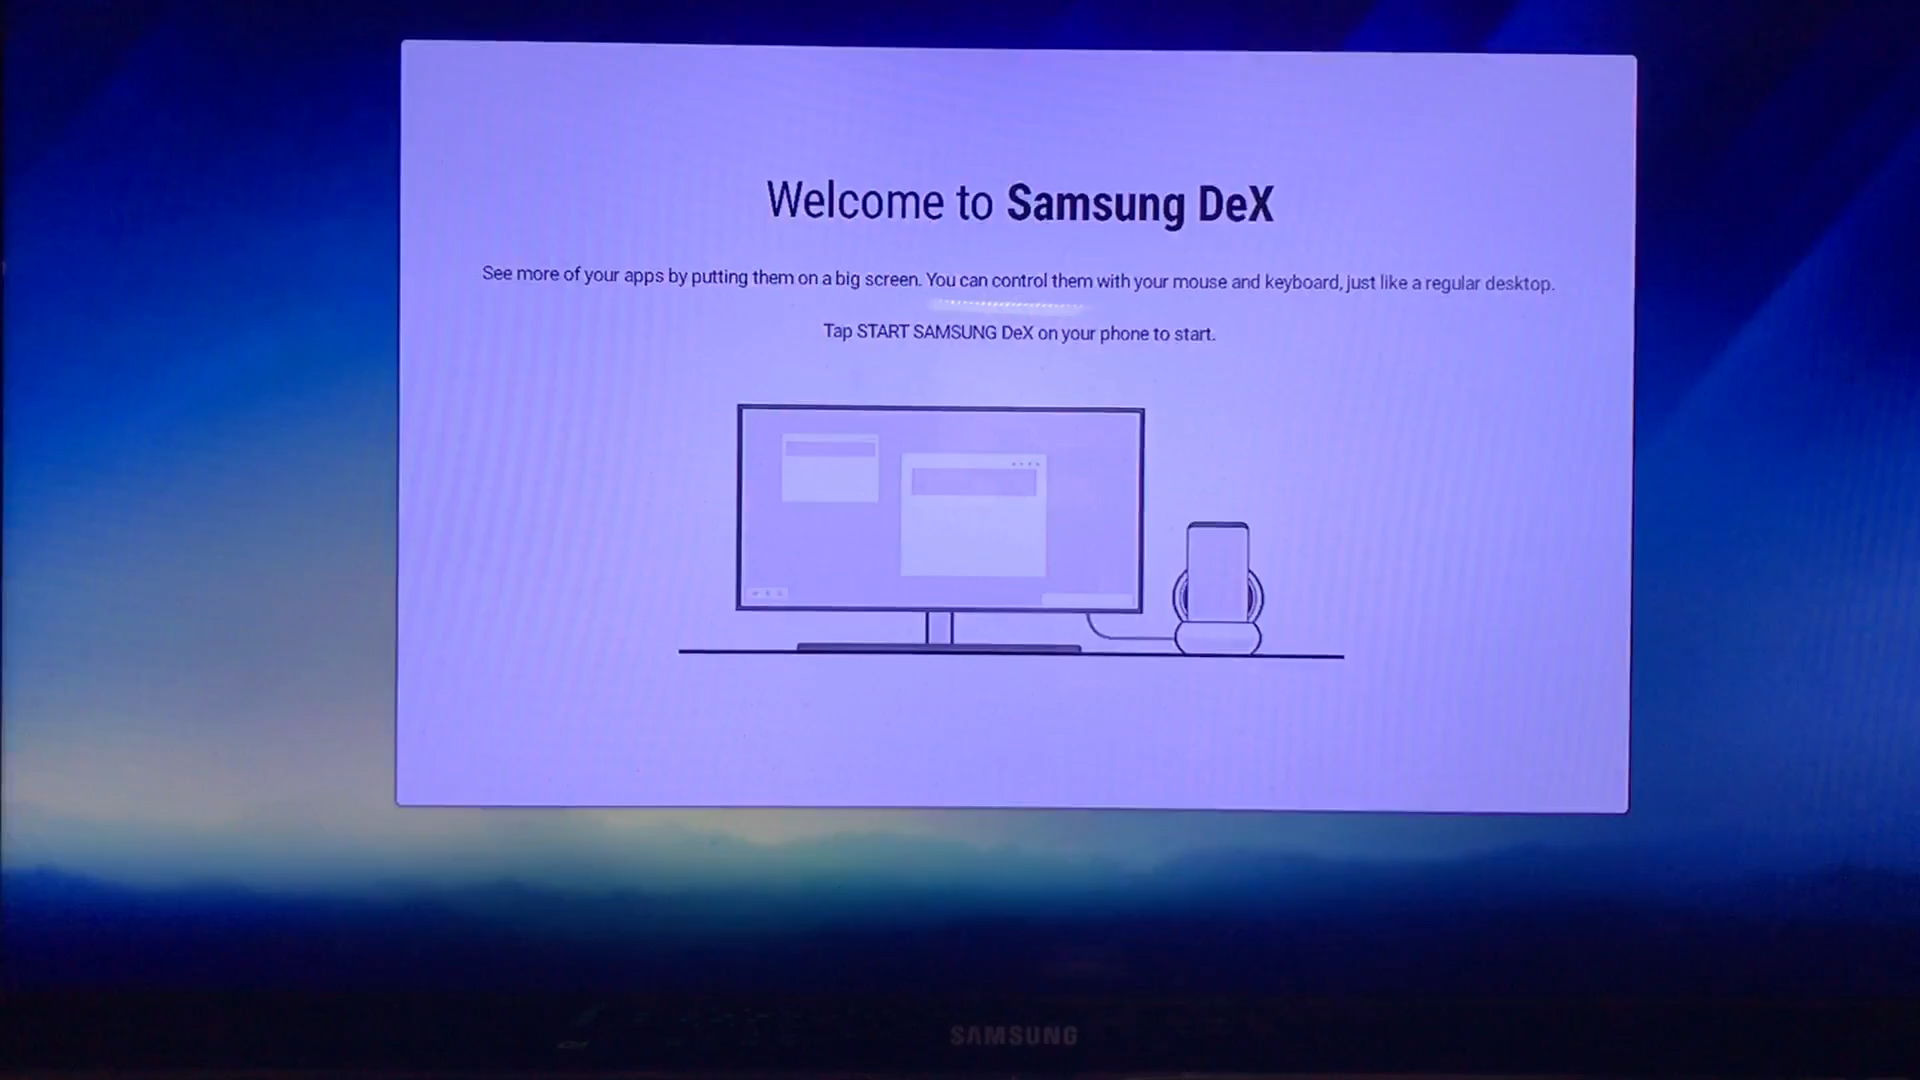 Welcome to Samsung DeX
See more of your apps by putting them on a big screen. You can control them with your mouse and keyboard, just like a regular desktop.
Tap START SAMSUNG DeX on your phone to start.
SAMSUNG